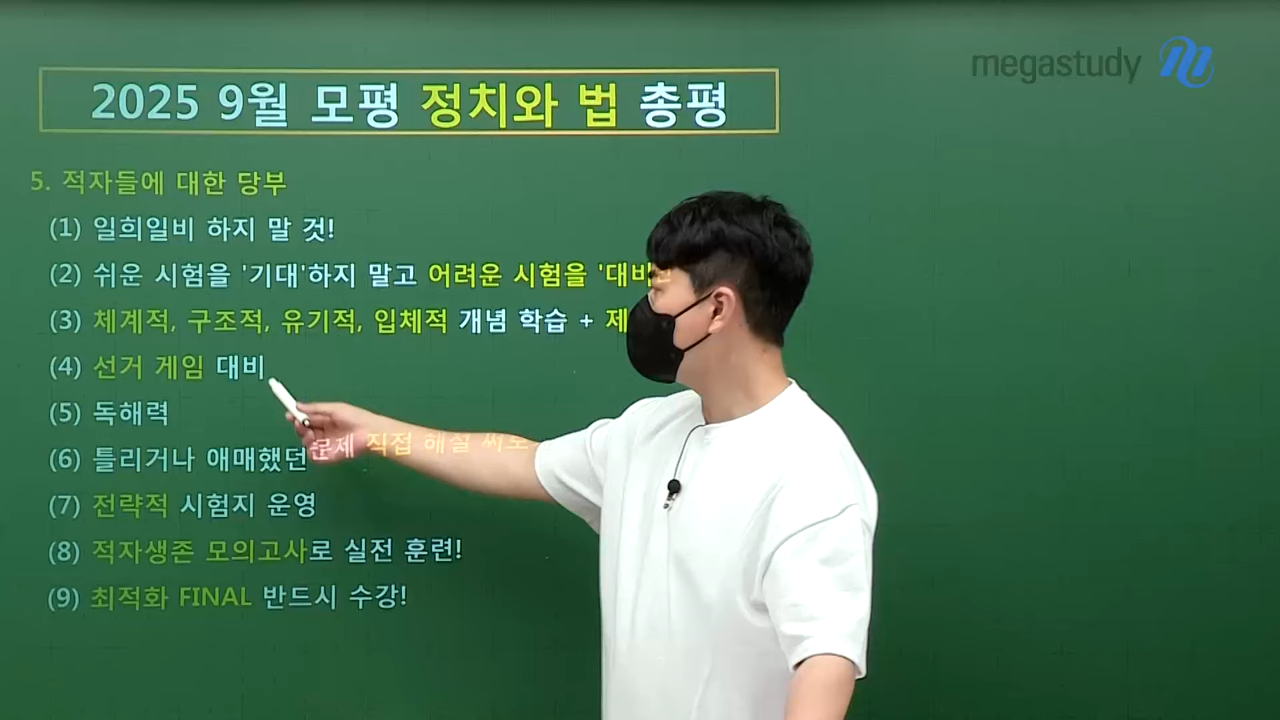 megastudy
2025 9월 모평 정치와 법 총평
5. 적자들에 대한 당부
(1) 일희일비 하지 말 것!
(2) 쉬운 시험을 '기대'하지 말고 어려운 시험을 '대비
(3) 체계적, 구조적, 유기적, 입체적 개념 학습 + 제
(4) 선거 게임 대비
(5) 독해력
(6) 틀리거나 애매했던 문제 직접 해설 써보
(7) 전략적 시험지 운영
(8) 적자생존 모의고사로 실전 훈련!
(9) 최적화 FINAL 반드시 수강!